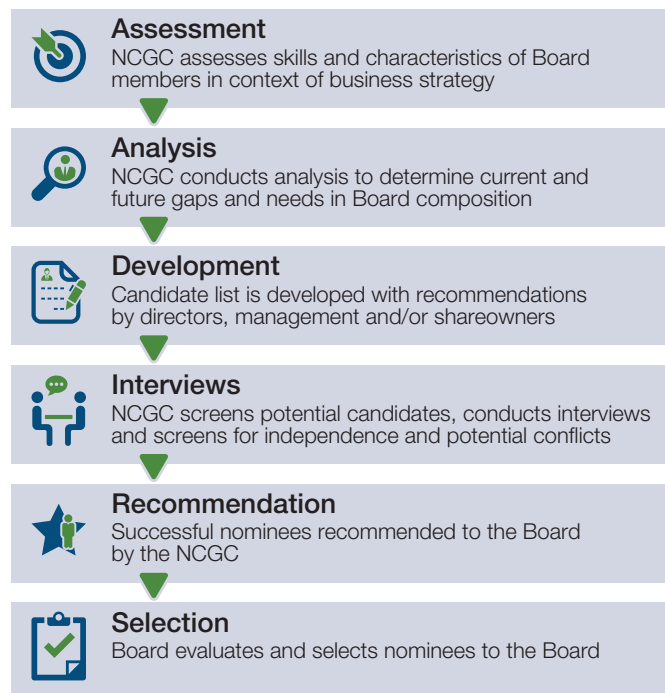 Assessment
NCGC assesses skills and characteristics of Board
members in context of business strategy
Analysis
NCGC conducts analysis to determine current and
future gaps and needs in Board composition
Development
Candidate list is developed with recommendations
by directors, management and/or shareowners
Interviews
NCGC screens potential candidates, conducts interviews
and screens for independence and potential conflicts
Recommendation
Successful nominees recommended to the Board
by the NCGC
Selection
Board evaluates and selects nominees to the Board